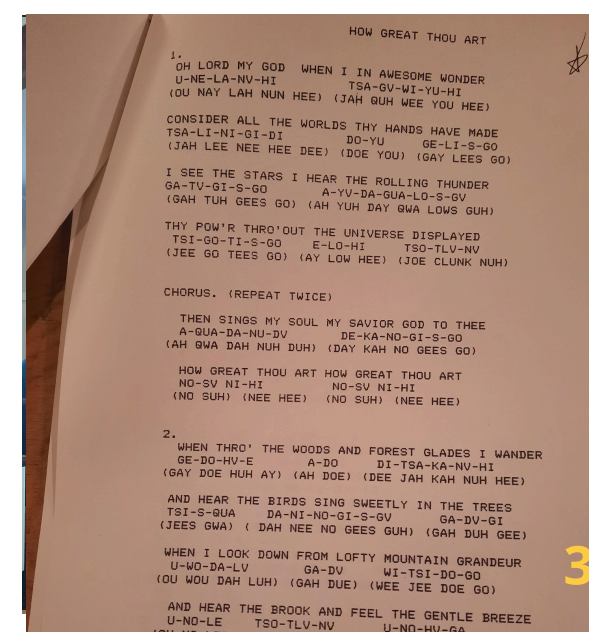 HOW GREAT THOU ART
1.
OH LORD MY GOD WHEN I IN AWESOME WONDER
U-NE-LA-NV-HI TSA-GV-WI-YU-HI
(OU NAY LAH NUN HEE) (JAH QUH WEE YOU HEE)
CONSIDER ALL THE WORLDS THY HANDS HAVE MADE
TSA-LI-NI-GI-DI DO-YU GE-LI-S-GO
(JAH LEE NEE HEE DEE) (DOE YOU) (GAY LEES GO)
I SEE THE STARS I HEAR THE ROLLING THUNDER
GA-TV-GI-S-GO A-YV-DA-GUA-LO-S-GV
(GAH TUH GEES GO) (AH YUH DAY QWA LOWS GUH)
THY POW'R THRO'OUT THE UNIVERSE DISPLAYED
TSI-GO-TI-S-GO E-LO-HI TSO-TLV-NV
(JEE GO TEES GO) (AY LOW HEE) (JOE CLUNK NUH)
CHORUS. (REPEAT TWICE)
THEN SINGS MY SOUL MY SAVIOR GOD TO THEE
A-QUA-DA-NU-DV DE-KA-NO-GI-S-GO
(AH QWA DAH NUH DUH) (DAY KAH NO GEES GO)
HOW GREAT THOU ART HOW GREAT THOU ART
NO-SV NI-HI NO-SV NI-HI
(NO SUH) (NEE HEE) (NO SUH) (NEE HEE)
2.
WHEN THRO' THE WOODS AND FOREST GLADES I WANDER
GE-DO-HV-E A-DO DI-TSA-KA-NV-HI
(GAY DOE HUH AY) (AH DOE) (DEE JAH KAH NUH HEE)
AND HEAR THE BIRDS SING SWEETLY IN THE TREES
TSI-S-QUA DA-NI-NO-GI-S-GV GA-DV-GI
(JEES GWA) ( DAH NEE NO GEES GUH) (GAH DUH GEE)
WHEN I LOOK DOWN FROM LOFTY MOUNTAIN GRANDEUR
U-WO-DA-LV GA-DV WI-TSI-DO-GO
(OU WOU DAH LUH) (GAH DUE) (WEE JEE DOE GO)
3
AND HEAR THE BROOK AND FEEL THE GENTLE BREEZE
U-NO-LE TSO-TLV-NV U-NO-HV-GA